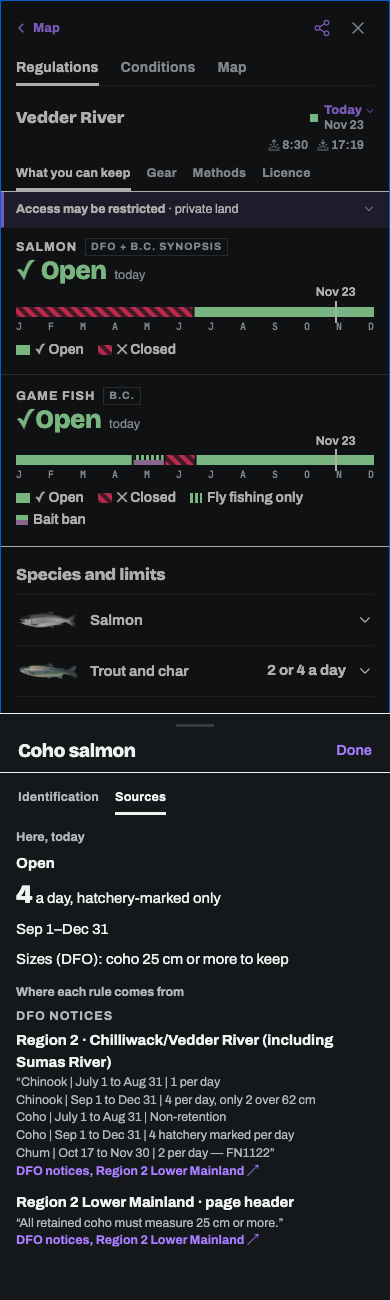 Map
Regulations Conditions Map
Vedder River
Today
Nov 23
8:30 17:19
What you can keep Gear Methods Licence
Access may be restricted · private land
SALMON DFO + B.C. SYNOPSIS
✓ Open today
Nov 23
J F M A M J J A S O N D
✓ Open ✕ Closed
GAME FISH B.C.
✓ Open today
Nov 23
J F M A M J J A S O N D
✓ Open ✕ Closed Fly fishing only
Bait ban
Species and limits
Salmon
Trout and char 2 or 4 a day
Coho salmon Done
Identification Sources
Here, today
Open
4 a day, hatchery-marked only
Sep 1–Dec 31
Sizes (DFO): coho 25 cm or more to keep
Where each rule comes from
DFO NOTICES
Region 2 · Chilliwack/Vedder River (including
Sumas River)
“Chinook | July 1 to Aug 31 | 1 per day
Chinook | Sep 1 to Dec 31 | 4 per day, only 2 over 62 cm
Coho | July 1 to Aug 31 | Non-retention
Coho | Sep 1 to Dec 31 | 4 hatchery marked per day
Chum | Oct 17 to Nov 30 | 2 per day — FN1122”
DFO notices, Region 2 Lower Mainland ↗
Region 2 Lower Mainland · page header
“All retained coho must measure 25 cm or more.”
DFO notices, Region 2 Lower Mainland ↗